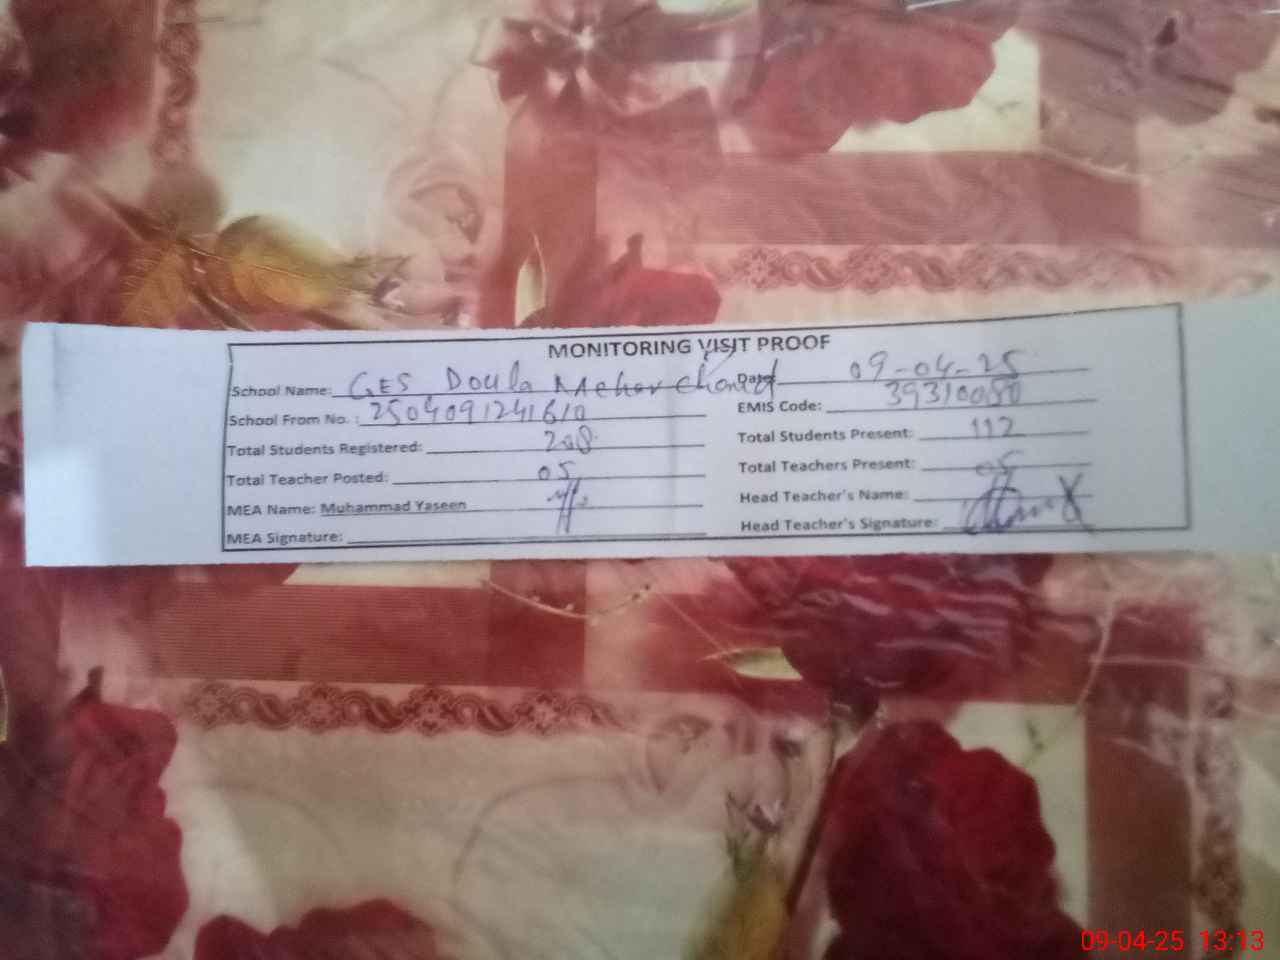 MONITORING VISIT PROOF
School Name: GES Doula Mehar Chand Date: 09-04-25
School From No. : 2504091241610 EMIS Code: 39310080
Total Students Registered: 208 Total Students Present: 112
Total Teacher Posted: 05 Total Teachers Present: 05
MEA Name: Muhammad Yaseen Head Teacher's Name:
MEA Signature: Head Teacher's Signature:
09-04-25 13:13